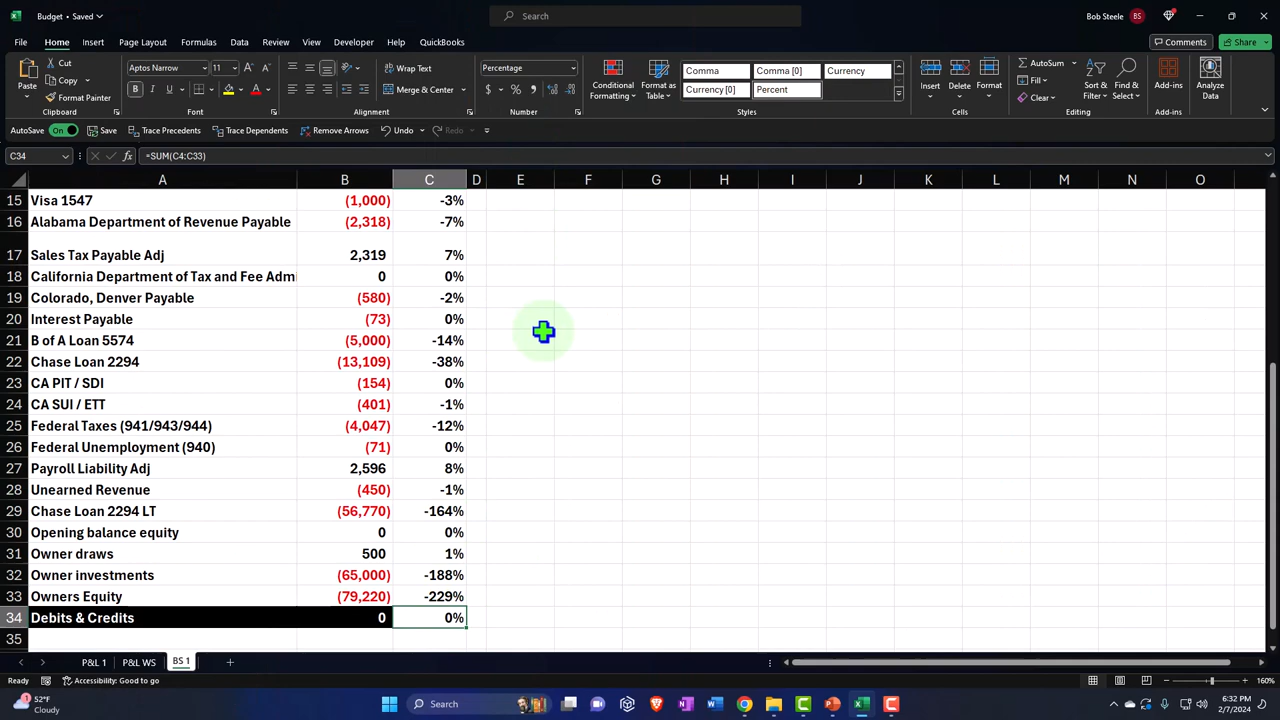 Budget • Saved
Search
Bob Steele BS
File Home Insert Page Layout Formulas Data Review View Developer Help QuickBooks Comments Share
Paste Cut Copy Format Painter
Clipboard
Aptos Narrow 11
B I U
Font
Wrap Text
Merge & Center
Alignment
Percentage
$ % 9
Number
Conditional Formatting Format as Table
Comma Comma [0] Currency
Currency [0] Percent
Styles
Insert Delete Format
Cells
AutoSum Fill Clear
Sort & Filter Find & Select
Editing
Add-ins
Add-ins
Analyze Data
AutoSave On Save Trace Precedents Trace Dependents Remove Arrows Undo Redo
C34 fx =SUM(C4:C33)
A B C D E F G H I J K L M N O
15 Visa 1547 (1,000) -3%
16 Alabama Department of Revenue Payable (2,318) -7%
17 Sales Tax Payable Adj 2,319 7%
18 California Department of Tax and Fee Admi 0 0%
19 Colorado, Denver Payable (580) -2%
20 Interest Payable (73) 0%
21 B of A Loan 5574 (5,000) -14%
22 Chase Loan 2294 (13,109) -38%
23 CA PIT / SDI (154) 0%
24 CA SUI / ETT (401) -1%
25 Federal Taxes (941/943/944) (4,047) -12%
26 Federal Unemployment (940) (71) 0%
27 Payroll Liability Adj 2,596 8%
28 Unearned Revenue (450) -1%
29 Chase Loan 2294 LT (56,770) -164%
30 Opening balance equity 0 0%
31 Owner draws 500 1%
32 Owner investments (65,000) -188%
33 Owners Equity (79,220) -229%
34 Debits & Credits 0 0%
35
P&L 1 P&L WS BS 1
Ready Accessibility: Good to go 160%
52°F
Cloudy
Search
6:32 PM
2/7/2024